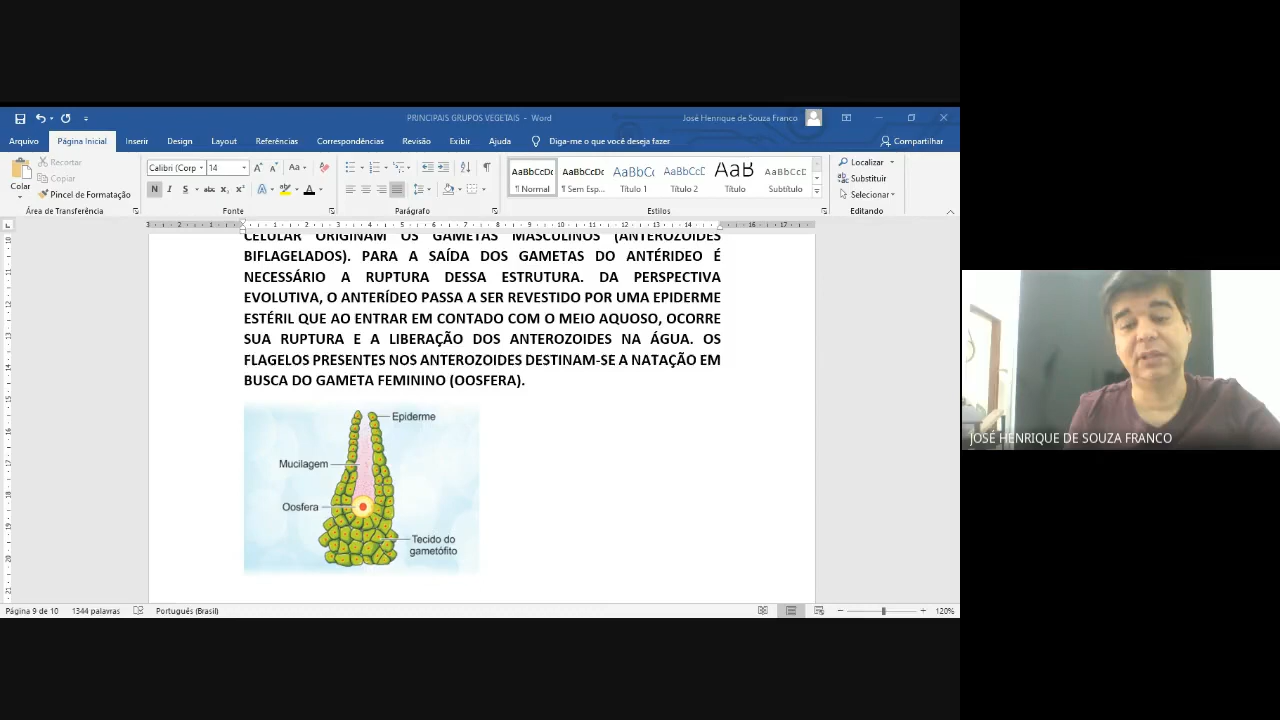 PRINCIPAIS GRUPOS VEGETAIS - Word
José Henrique de Souza Franco
Arquivo Página Inicial Inserir Design Layout Referências Correspondências Revisão Exibir Ajuda Diga-me o que você deseja fazer Compartilhar
Colar
Recortar
Copiar
Pincel de Formatação
Área de Transferência
Calibri (Corp 14
Fonte
Parágrafo
AaBbCcDc AaBbCcDc AaBbCc AaBbCcD AaB AaBbCcD
¶ Normal ¶ Sem Esp... Título 1 Título 2 Título Subtítulo
Estilos
Localizar
Substituir
Selecionar
Editando
CELULAR ORIGINAM OS GAMETAS MASCULINOS (ANTEROZOIDES
BIFLAGELADOS). PARA A SAÍDA DOS GAMETAS DO ANTÉRIDEO É
NECESSÁRIO A RUPTURA DESSA ESTRUTURA. DA PERSPECTIVA
EVOLUTIVA, O ANTERÍDEO PASSA A SER REVESTIDO POR UMA EPIDERME
ESTÉRIL QUE AO ENTRAR EM CONTADO COM O MEIO AQUOSO, OCORRE
SUA RUPTURA E A LIBERAÇÃO DOS ANTEROZOIDES NA ÁGUA. OS
FLAGELOS PRESENTES NOS ANTEROZOIDES DESTINAM-SE A NATAÇÃO EM
BUSCA DO GAMETA FEMININO (OOSFERA).
Epiderme
Mucilagem
Oosfera
Tecido do
gametófito
Página 9 de 10 1344 palavras Português (Brasil) 120%
JOSÉ HENRIQUE DE SOUZA FRANCO